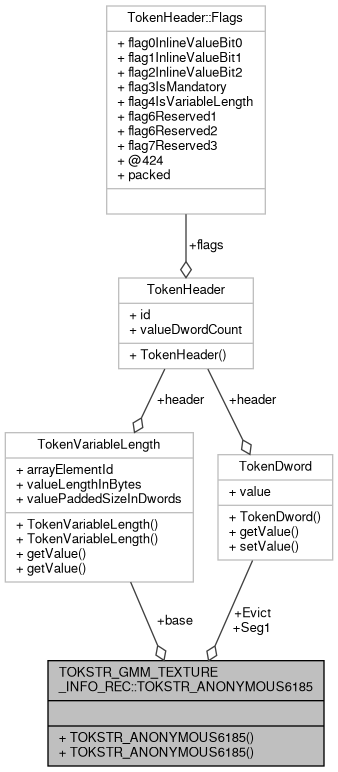 TokenHeader::Flags
+ flag0InlineValueBit0
+ flag1InlineValueBit1
+ flag2InlineValueBit2
+ flag3IsMandatory
+ flag4IsVariableLength
+ flag6Reserved1
+ flag6Reserved2
+ flag7Reserved3
+ @424
+ packed
+flags
TokenHeader
+ id
+ valueDwordCount
+ TokenHeader()
+header
+header
TokenVariableLength
+ arrayElementId
+ valueLengthInBytes
+ valuePaddedSizeInDwords
+ TokenVariableLength()
+ TokenVariableLength()
+ getValue()
+ getValue()
TokenDword
+ value
+ TokenDword()
+ getValue()
+ setValue()
+base
+Evict
+Seg1
TOKSTR_GMM_TEXTURE
_INFO_REC::TOKSTR_ANONYMOUS6185
+ TOKSTR_ANONYMOUS6185()
+ TOKSTR_ANONYMOUS6185()